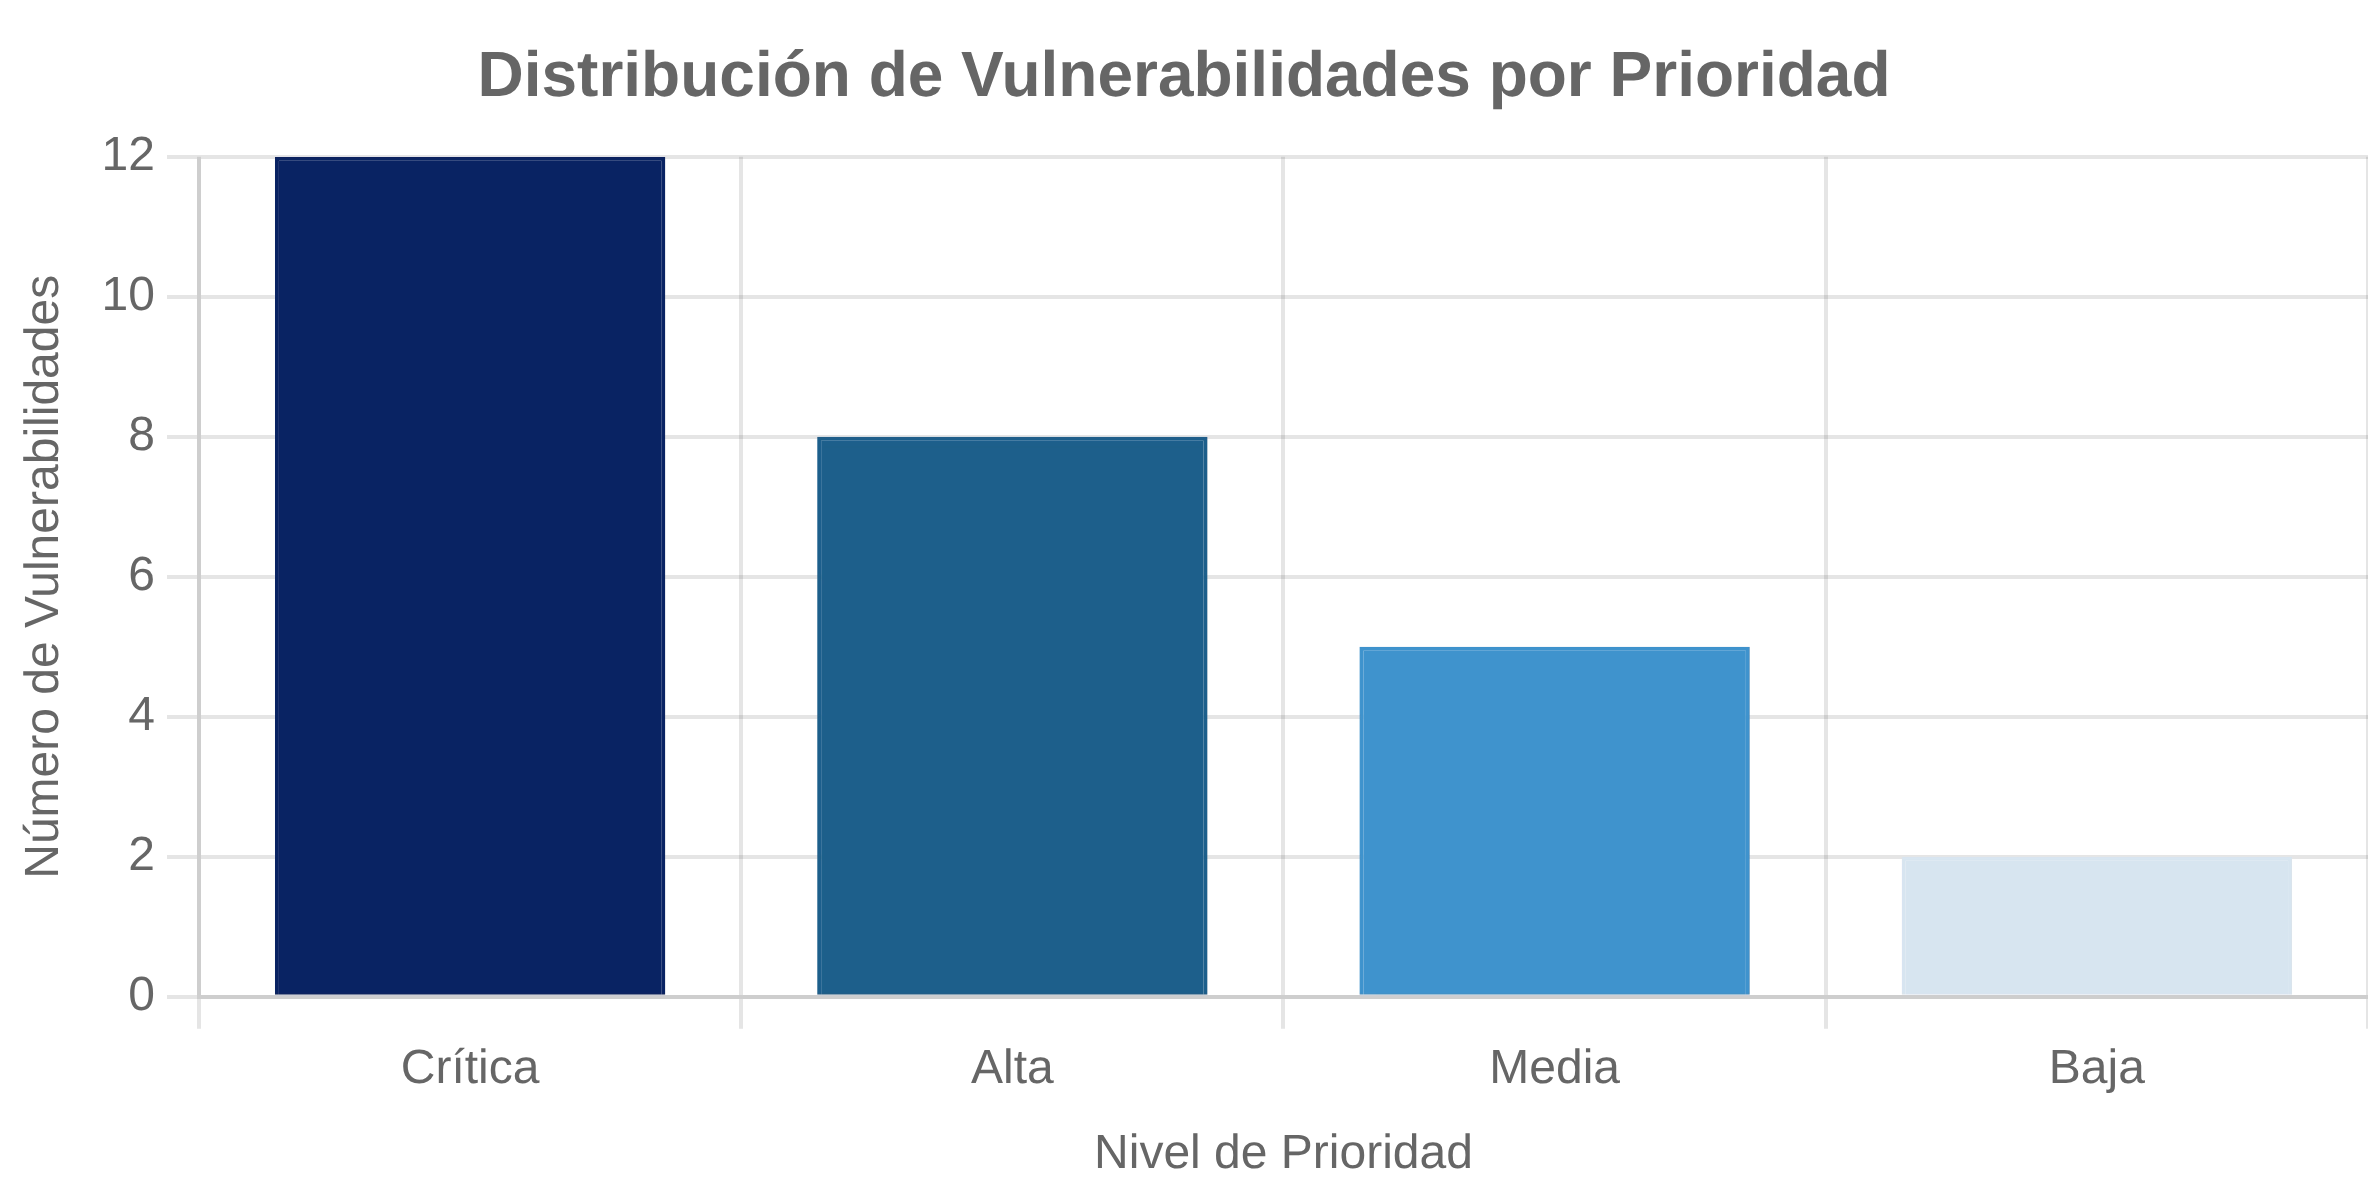 Distribución de Vulnerabilidades por Prioridad
Número de Vulnerabilidades
12
10
8
6
4
2
0
Crítica
Alta
Media
Baja
Nivel de Prioridad